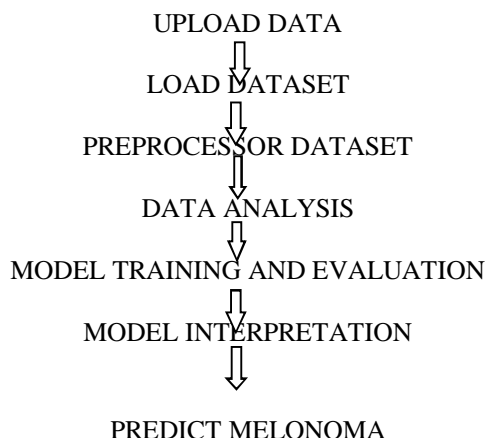 UPLOAD DATA
LOAD DATASET
PREPROCESSOR DATASET
DATA ANALYSIS
MODEL TRAINING AND EVALUATION
MODEL INTERPRETATION
PREDICT MELONOMA